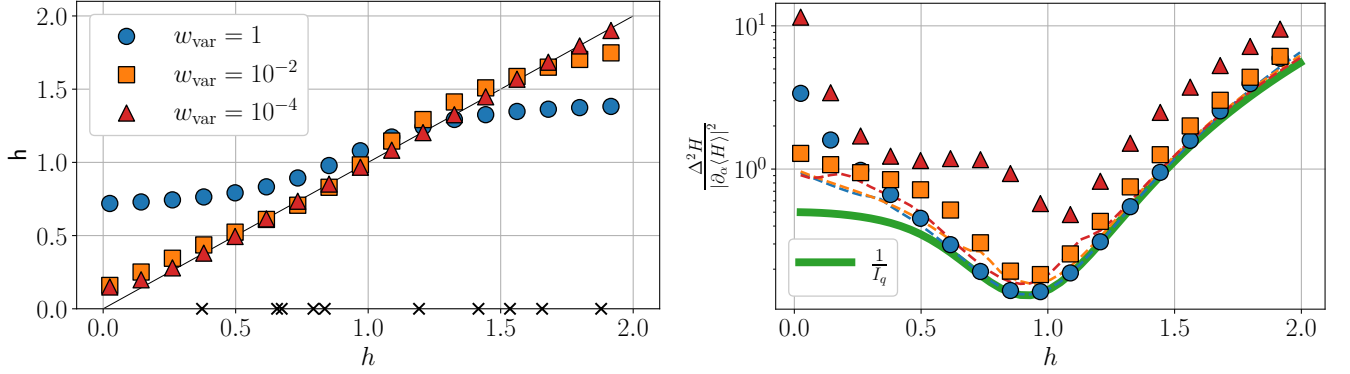 2.0
1.5
1.0
0.5
0.0
h
w_var = 1
w_var = 10^-2
w_var = 10^-4
0.0 0.5 1.0 1.5 2.0
h
10^1
10^0
Δ²H / |∂_α⟨H⟩|²
1 / I_q
0.0 0.5 1.0 1.5 2.0
h